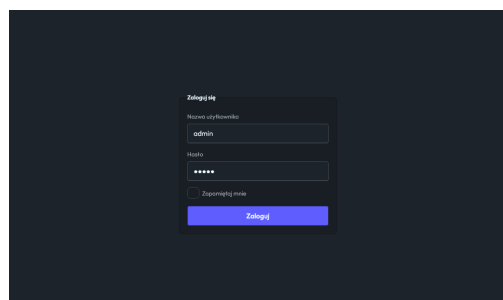 Zaloguj się
Nazwa użytkownika
admin
Hasło
•••••
Zapamiętaj mnie
Zaloguj